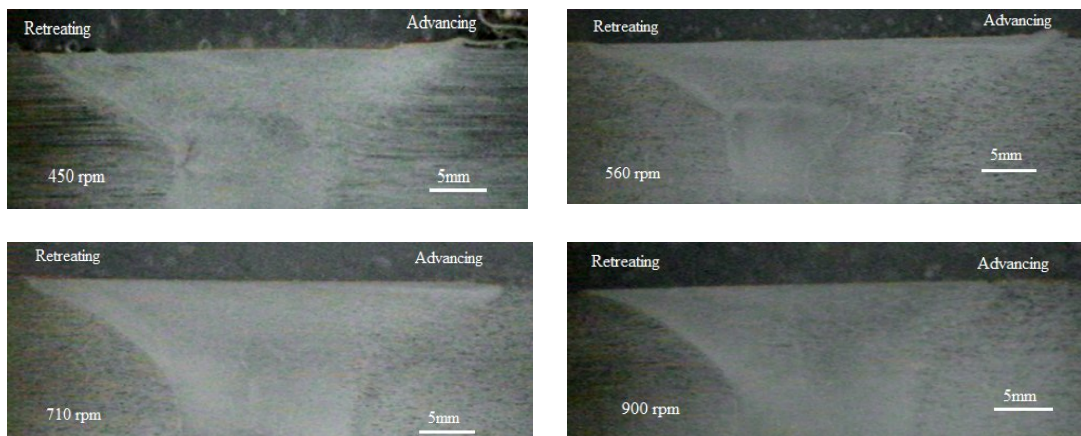 Retreating
Advancing
450 rpm
5mm
Retreating
Advancing
560 rpm
5mm
Retreating
Advancing
710 rpm
5mm
Retreating
Advancing
900 rpm
5mm